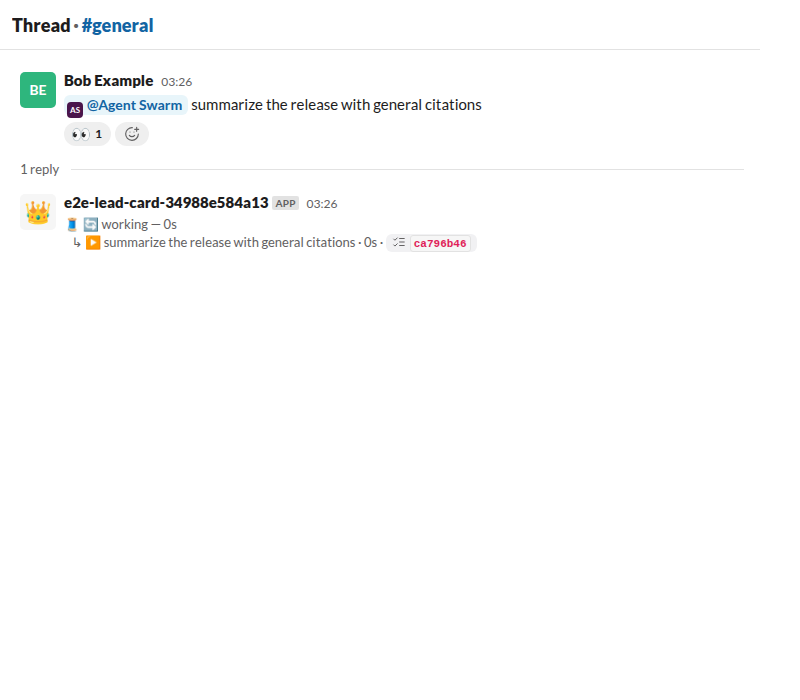 Thread • #general
BE
Bob Example 03:26
AS @Agent Swarm summarize the release with general citations
👀 1
1 reply
e2e-lead-card-34988e584a13 APP 03:26
🧵 🔄 working — 0s
↳ ▶️ summarize the release with general citations · 0s · ca796b46